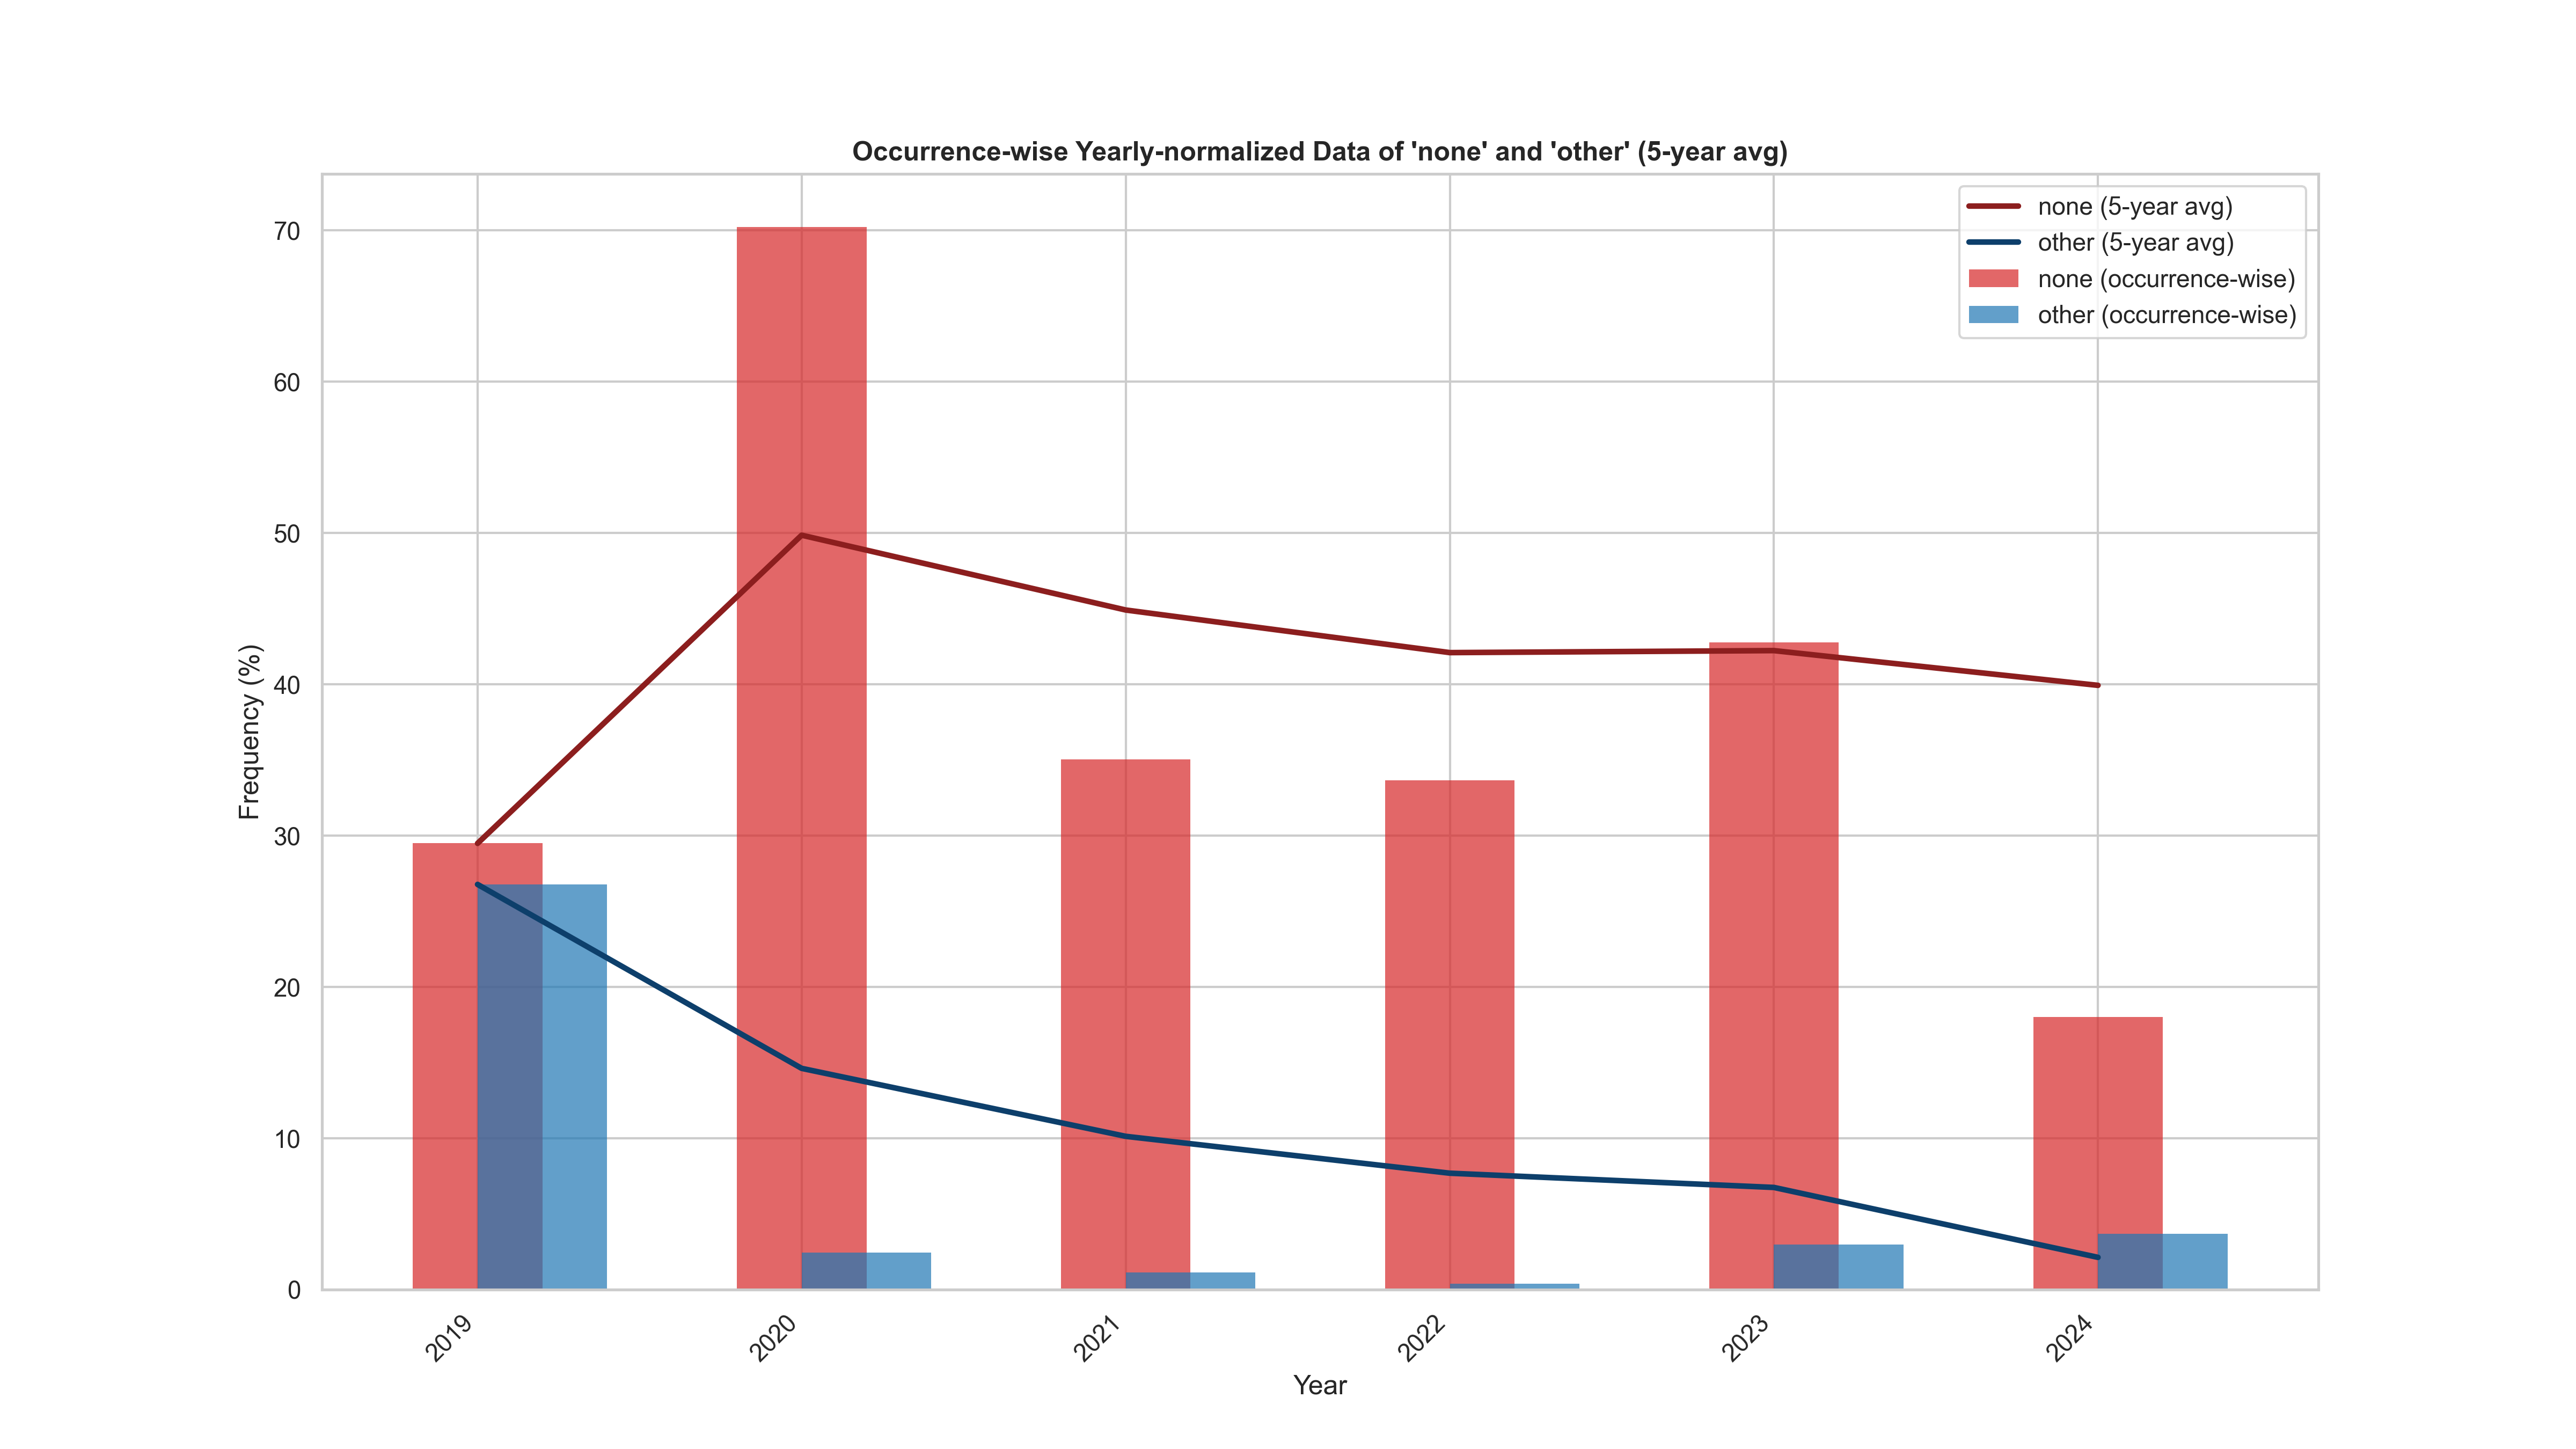 Occurrence-wise Yearly-normalized Data of 'none' and 'other' (5-year avg)
none (5-year avg)
other (5-year avg)
none (occurrence-wise)
other (occurrence-wise)
Frequency (%)
70
60
50
40
30
20
10
0
2019
2020
2021
2022
2023
2024
Year